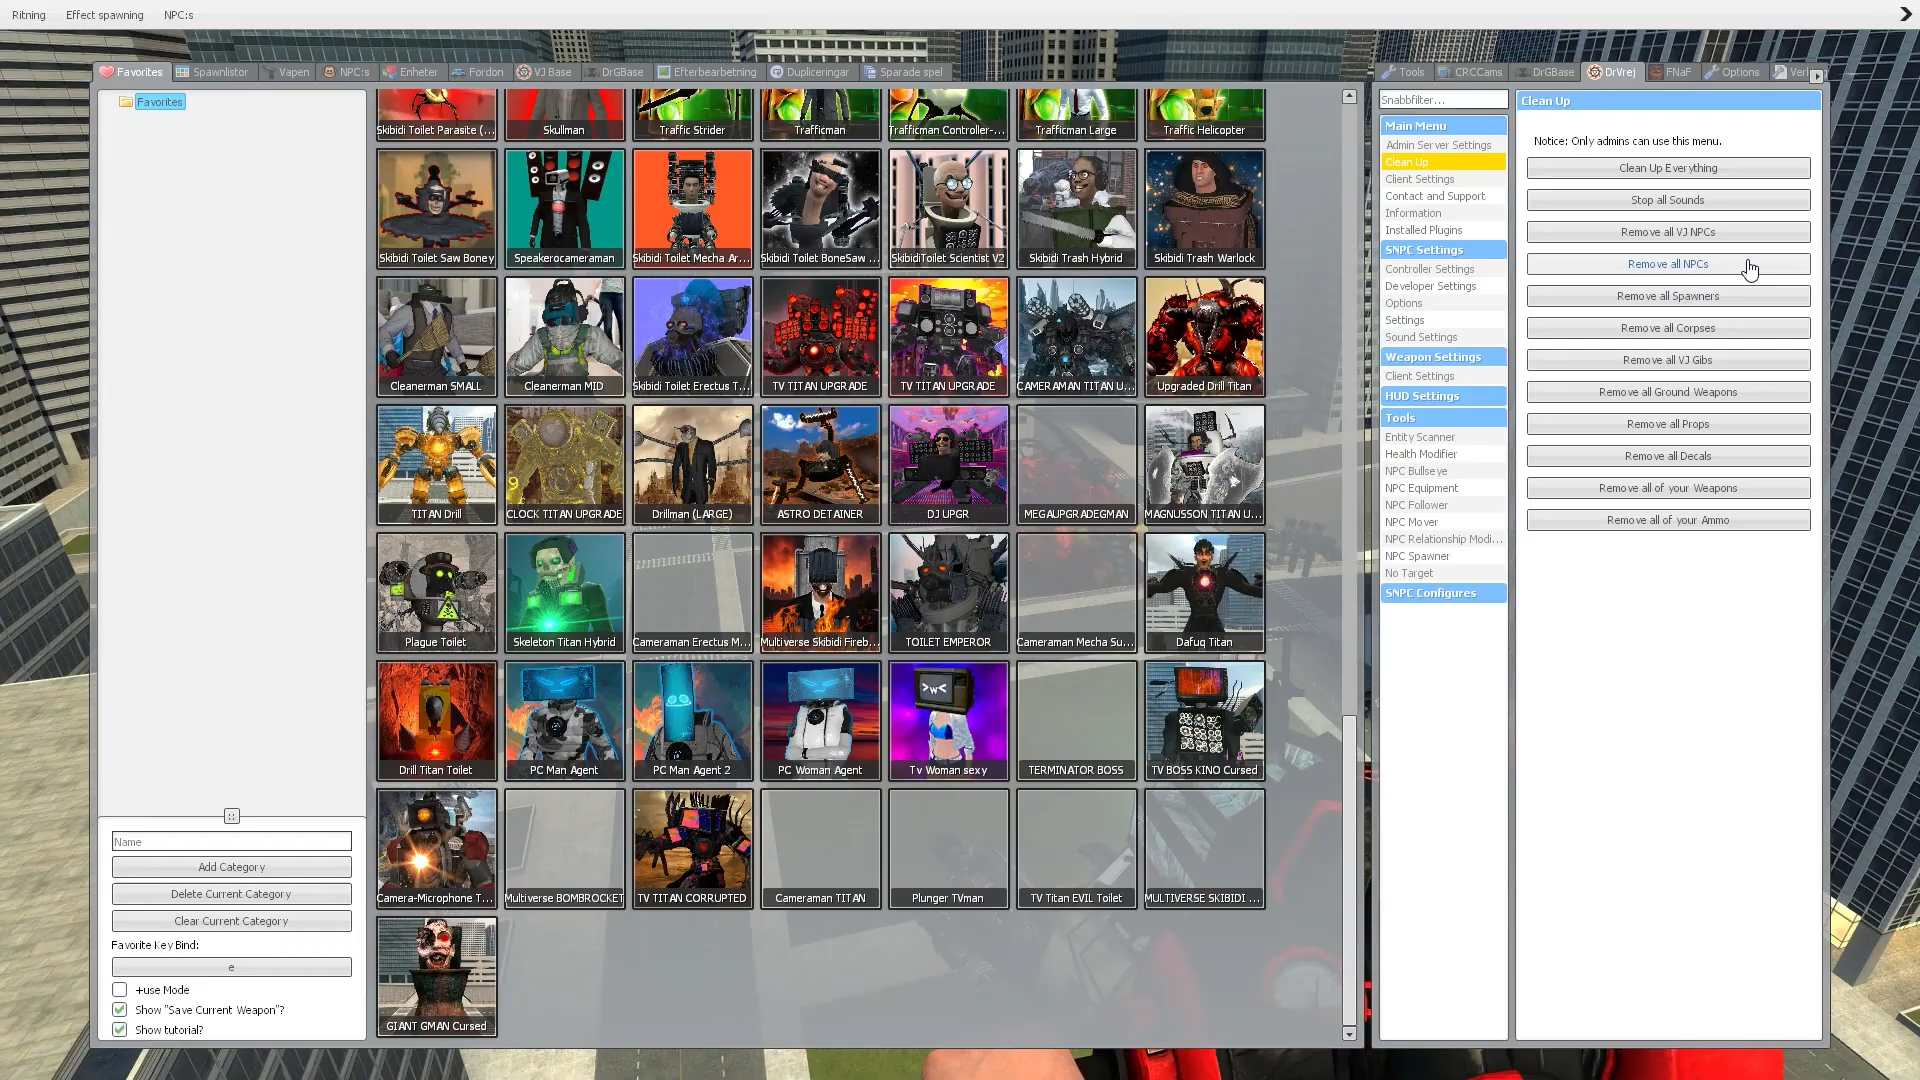 Ritning Effect spawning NPC:s
Favorites Spawnlistor Vapen NPC:s Enheter Fordon VJ Base DrGBase Efterbearbetning Dupliceringar Sparade spel
Favorites
Skibidi Toilet Parasite (... Skullman Traffic Strider Trafficman Trafficman Controller-... Trafficman Large Traffic Helicopter
Skibidi Toilet Saw Boney Speakerocameraman Skibidi Toilet Mecha Ar... Skibidi Toilet BoneSaw ... SkibidiToilet Scientist V2 Skibidi Trash Hybrid Skibidi Trash Warlock
Cleanerman SMALL Cleanerman MID Skibidi Toilet Erectus T... TV TITAN UPGRADE TV TITAN UPGRADE CAMERAMAN TITAN U... Upgraded Drill Titan
TITAN Drill CLOCK TITAN UPGRADE Drillman (LARGE) ASTRO DETAINER DJ UPGR MEGAUPGRADEGMAN MAGNUSSON TITAN U...
Plague Toilet Skeleton Titan Hybrid Cameraman Erectus M... Multiverse Skibidi Fireb... TOILET EMPEROR Cameraman Mecha Su... Dafuq Titan
>w<
Drill Titan Toilet PC Man Agent PC Man Agent 2 PC Woman Agent Tv Woman sexy TERMINATOR BOSS TV BOSS KINO Cursed
Camera-Microphone T... Multiverse BOMBROCKET TV TITAN CORRUPTED Cameraman TITAN Plunger TVman TV Titan EVIL Toilet MULTIVERSE SKIBIDI ...
GIANT GMAN Cursed
Name
Add Category
Delete Current Category
Clear Current Category
Favorite Key Bind:
e
+use Mode
Show "Save Current Weapon"?
Show tutorial?
Tools CRCCams DrGBase DrVrej FNaF Options
Snabbfilter...
Main Menu
Admin Server Settings
Clean Up
Client Settings
Contact and Support
Information
Installed Plugins
SNPC Settings
Controller Settings
Developer Settings
Options
Settings
Sound Settings
Weapon Settings
Client Settings
HUD Settings
Tools
Entity Scanner
Health Modifier
NPC Bullseye
NPC Equipment
NPC Follower
NPC Mover
NPC Relationship Modi...
NPC Spawner
No Target
SNPC Configures
Clean Up
Notice: Only admins can use this menu.
Clean Up Everything
Stop all Sounds
Remove all VJ NPCs
Remove all NPCs
Remove all Spawners
Remove all Corpses
Remove all VJ Gibs
Remove all Ground Weapons
Remove all Props
Remove all Decals
Remove all of your Weapons
Remove all of your Ammo